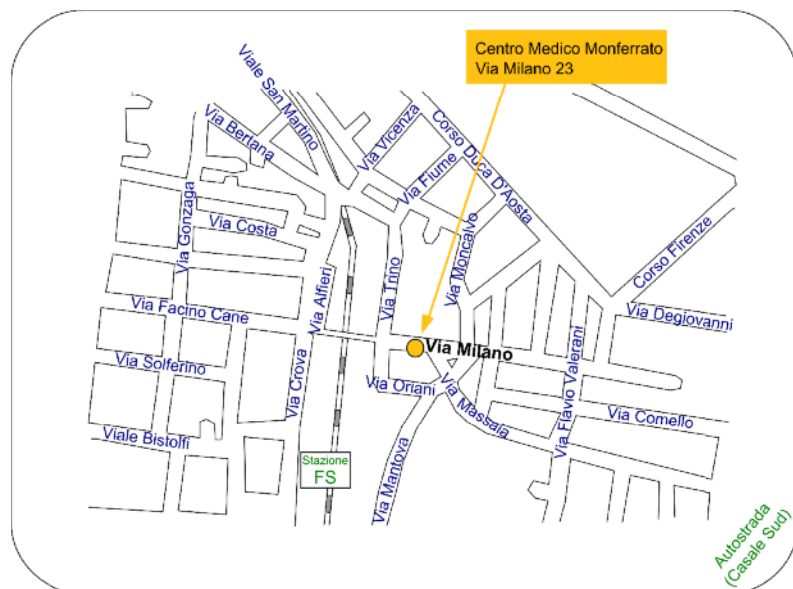 Centro Medico Monferrato
Via Milano 23
Viale San Martino
Via Bertana
Via Vicenza
Corso Duca D'Aosta
Via Fiume
Via Gonzaga
Via Costa
Via Moncalvo
Corso Firenze
Via Trino
Via Alfieri
Via Facino Cane
Via Degiovanni
Via Milano
Via Solferino
Via Crova
Via Oriani
Via Massaia
Via Flavio Valerani
Via Comello
Viale Bistolfi
Stazione
FS
Via Mantova
Autostrada
(Casale Sud)